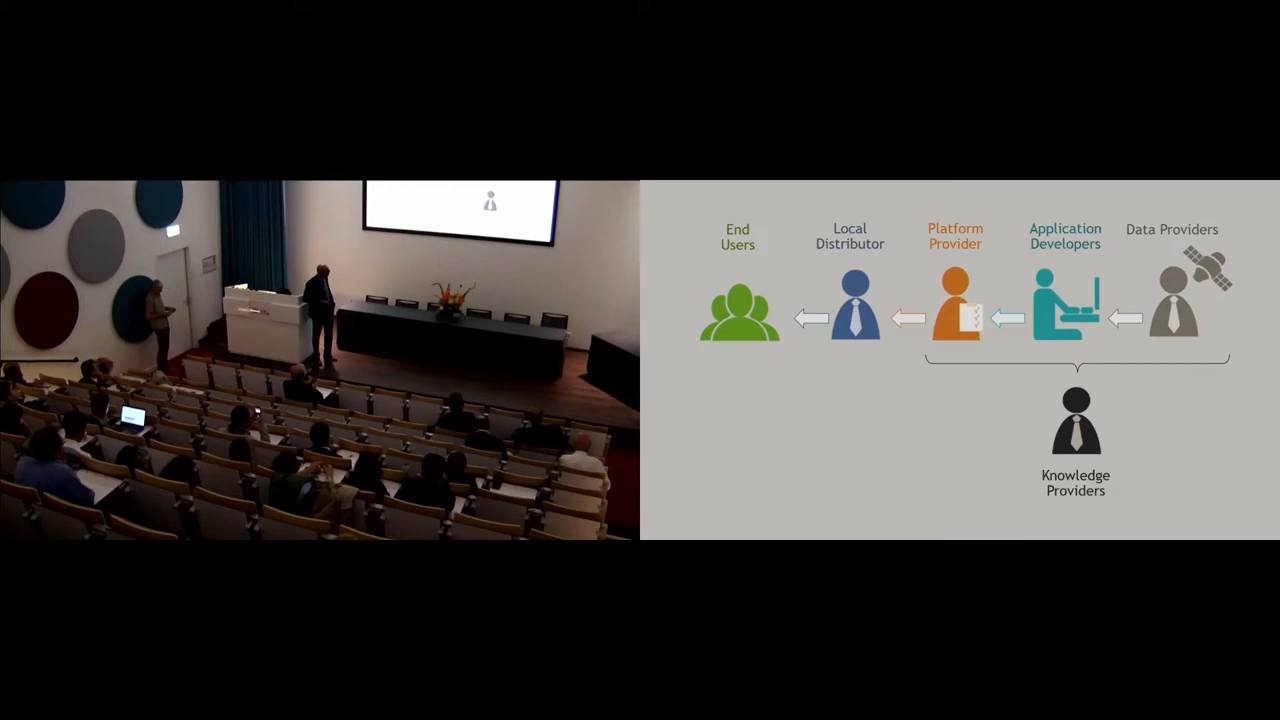 End
Users
Local
Distributor
Platform
Provider
Application
Developers
Data Providers
Knowledge
Providers